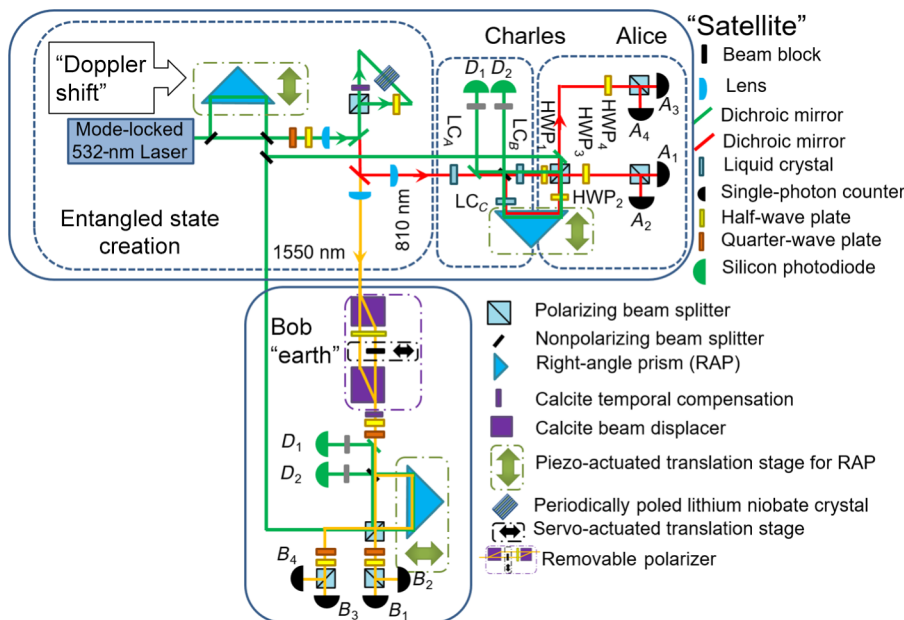 "Satellite"
Charles
Alice
"Doppler
shift"
Mode-locked
532-nm Laser
Entangled state
creation
1550 nm
810 nm
D1
D2
LCA
LCB
LCC
HWP1
HWP3
HWP4
HWP2
A3
A4
A1
A2
Beam block
Lens
Dichroic mirror
Dichroic mirror
Liquid crystal
Single-photon counter
Half-wave plate
Quarter-wave plate
Silicon photodiode
Bob
"earth"
D1
D2
B4
B3
B1
B2
Polarizing beam splitter
Nonpolarizing beam splitter
Right-angle prism (RAP)
Calcite temporal compensation
Calcite beam displacer
Piezo-actuated translation stage for RAP
Periodically poled lithium niobate crystal
Servo-actuated translation stage
Removable polarizer